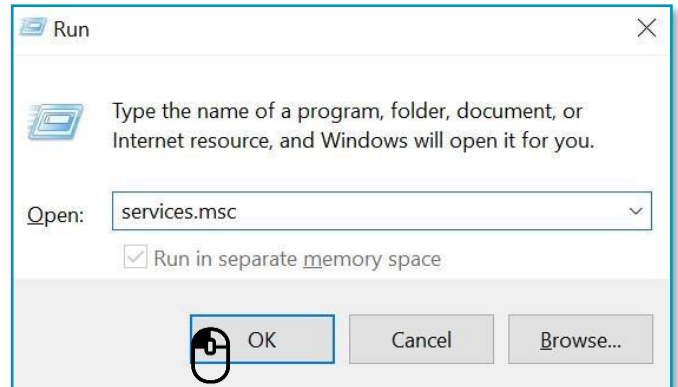 Run
Type the name of a program, folder, document, or
Internet resource, and Windows will open it for you.
Open: services.msc
Run in separate memory space
OK Cancel Browse...